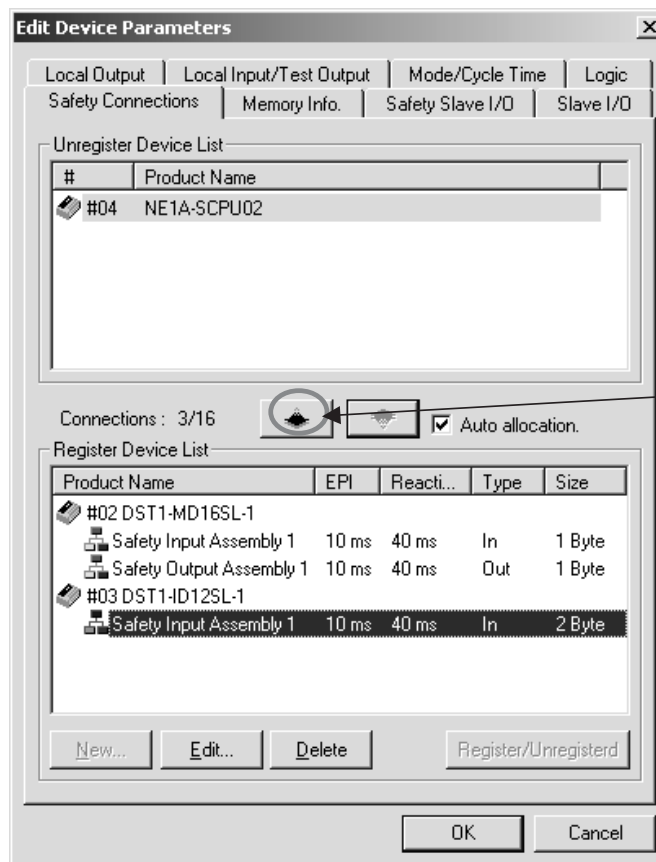 Edit Device Parameters
Local Output Local Input/Test Output Mode/Cycle Time Logic
Safety Connections Memory Info. Safety Slave I/O Slave I/O
Unregister Device List
# Product Name
#04 NE1A-SCPU02
Connections : 3/16 Auto allocation.
Register Device List
Product Name EPI Reacti... Type Size
#02 DST1-MD16SL-1
Safety Input Assembly 1 10 ms 40 ms In 1 Byte
Safety Output Assembly 1 10 ms 40 ms Out 1 Byte
#03 DST1-ID12SL-1
Safety Input Assembly 1 10 ms 40 ms In 2 Byte
New... Edit... Delete Register/Unregisterd
OK Cancel